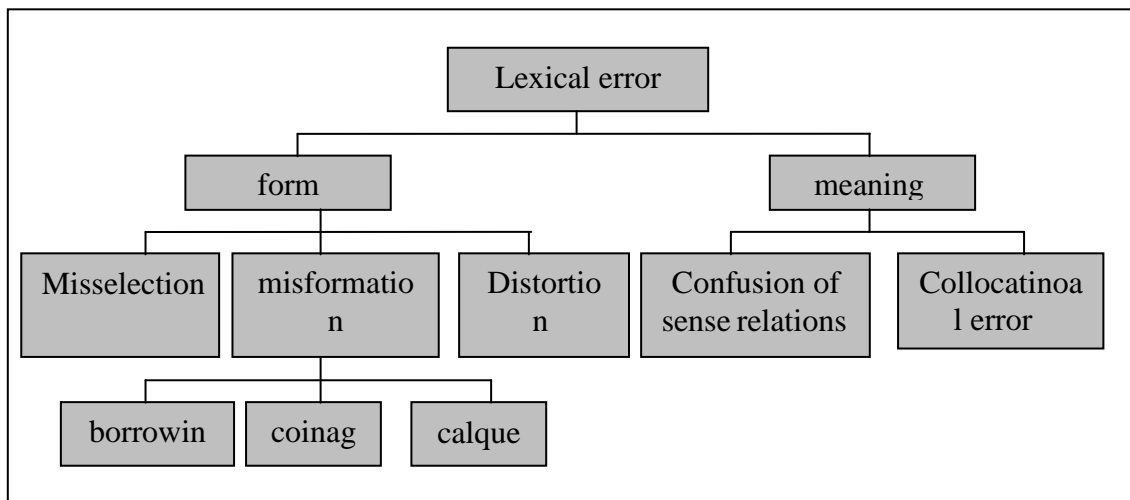 Lexical error
form
meaning
Misselection
misformatio
n
Distortio
n
Confusion of
sense relations
Collocatinoa
l error
borrowin
coinag
calque